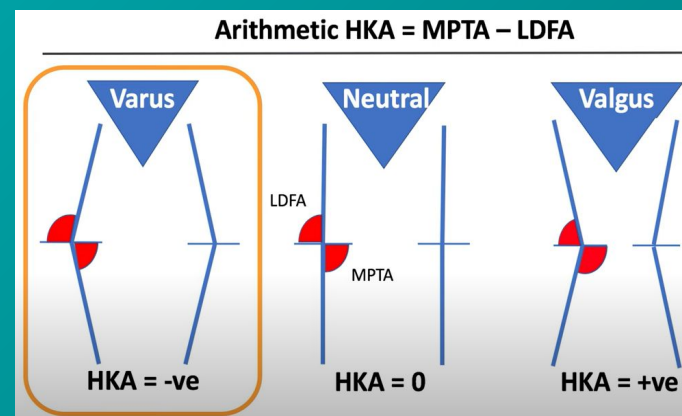 Arithmetic HKA = MPTA – LDFA
Varus
Neutral
Valgus
LDFA
MPTA
HKA = -ve
HKA = 0
HKA = +ve